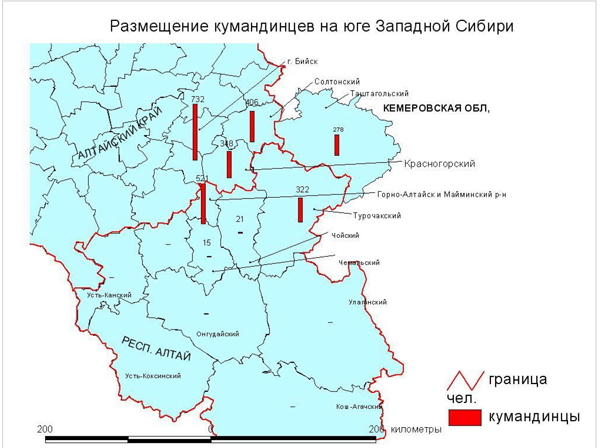 Размещение кумандинцев на юге Западной Сибири
г. Бийск
Солтонский
732
406
Таштагольский
КЕМЕРОВСКАЯ ОБЛ,
АЛТАЙСКИЙ КРАЙ
278
348
Красногорский
521
322
Горно-Алтайск и Майминский р-н
21
Турочакский
15
Чойский
Чемальский
Усть-Канский
Улаганский
Онгудайский
РЕСП. АЛТАЙ
Усть-Коксинский
граница
чел.
Кош-Агачский
кумандинцы
200
200 километры